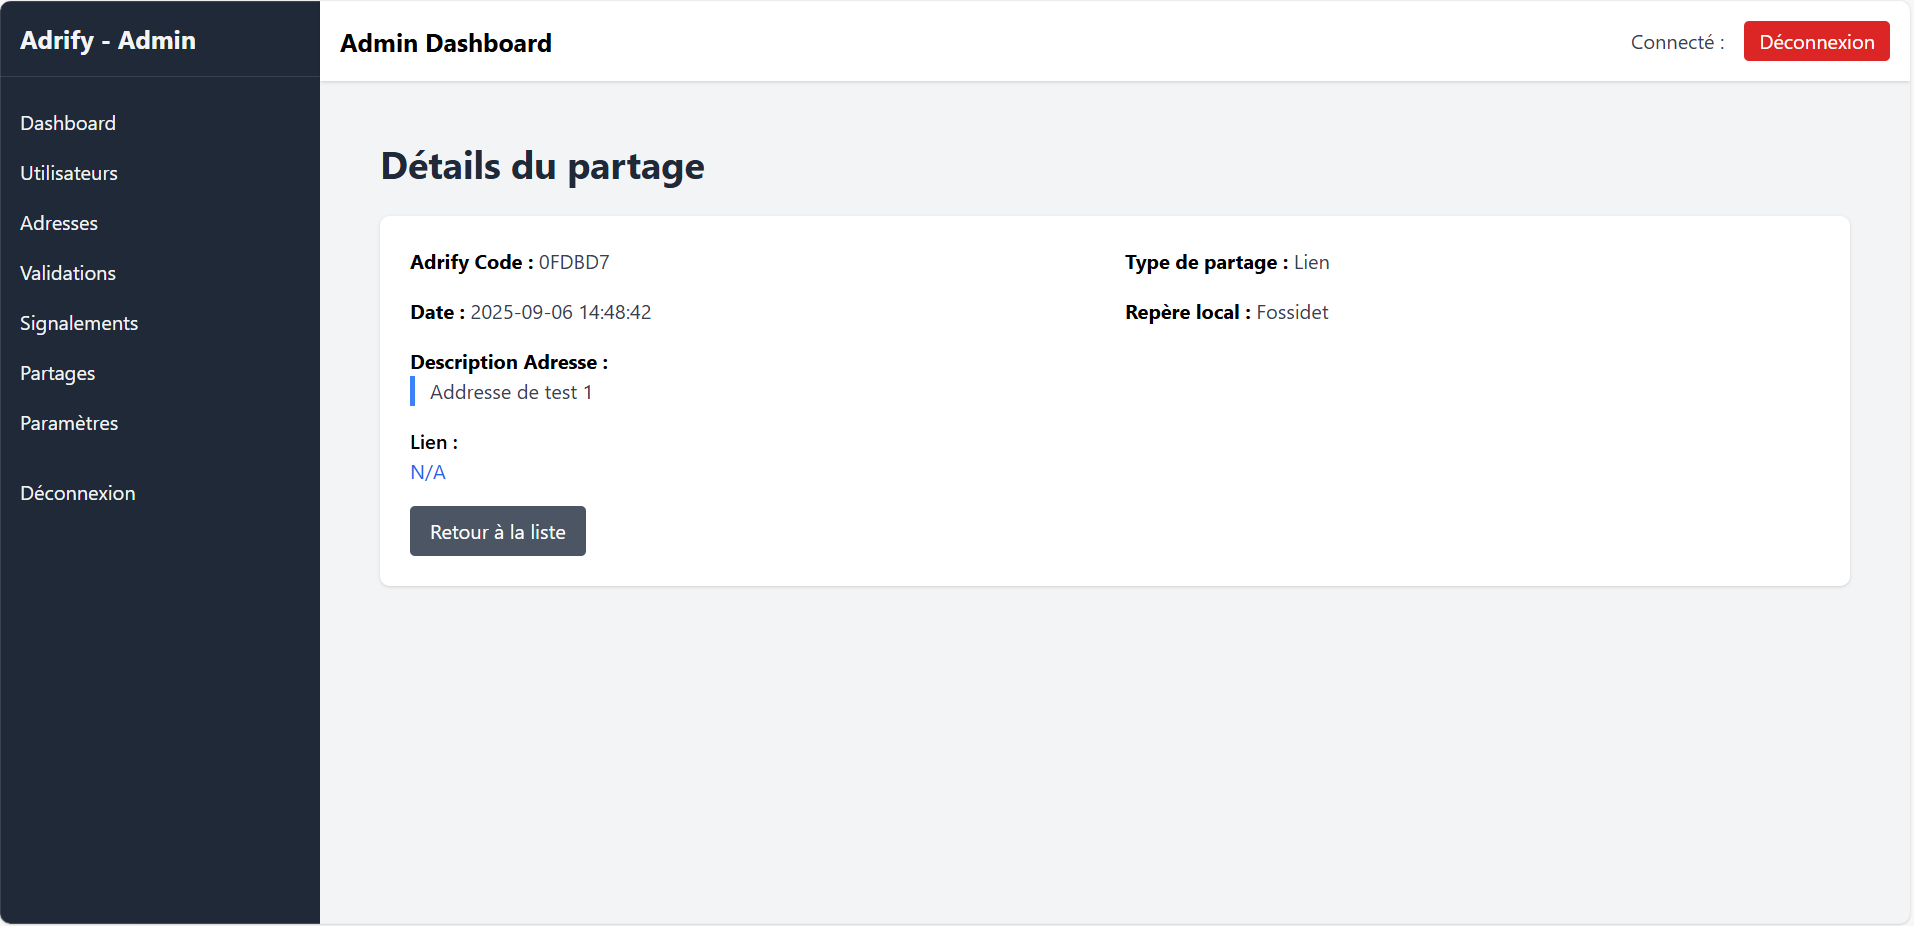 Adrify - Admin
Dashboard
Utilisateurs
Adresses
Validations
Signalements
Partages
Paramètres
Déconnexion
Admin Dashboard
Connecté :
Déconnexion
Détails du partage
Adrify Code : 0FDBD7
Type de partage : Lien
Date : 2025-09-06 14:48:42
Repère local : Fossidet
Description Adresse :
Addresse de test 1
Lien :
N/A
Retour à la liste